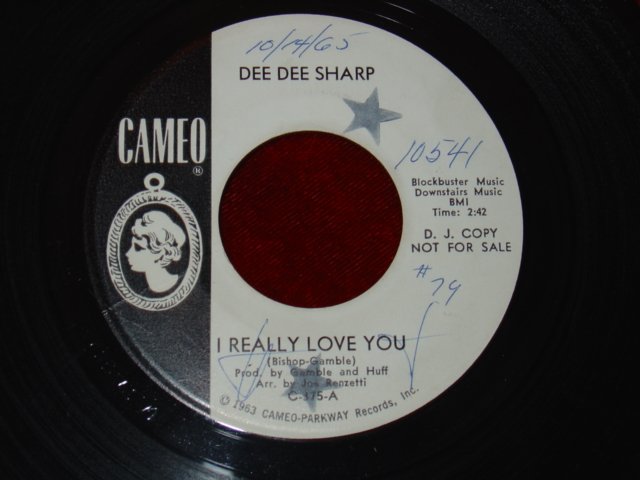 10/14/65
DEE DEE SHARP
CAMEO
®
10541
Blockbuster Music
Downstairs Music
BMI
Time: 2:42
D. J. COPY
NOT FOR SALE
# 79
I REALLY LOVE YOU
(Bishop-Gamble)
Prod. by Gamble and Huff
Arr. by Joe Renzetti
C-375-A
© 1963 CAMEO-PARKWAY Records, Inc.